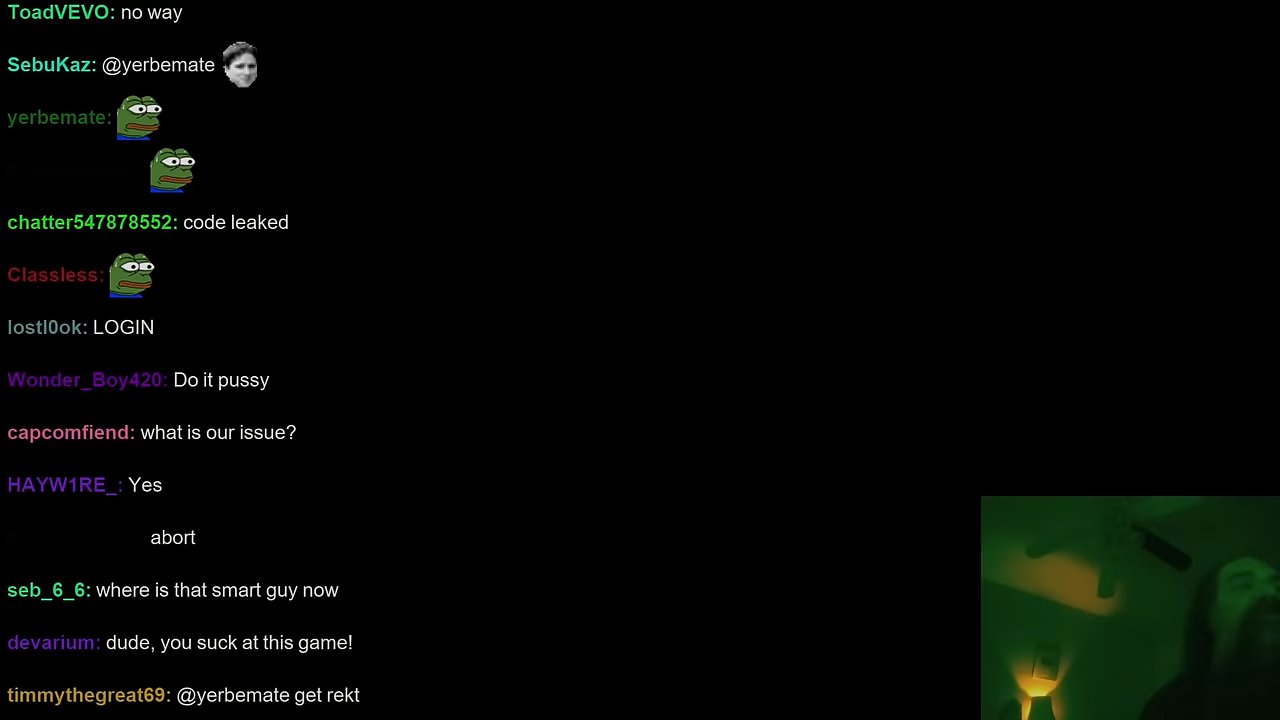 ToadVEVO: no way
SebuKaz: @yerbemate
yerbemate:
chatter547878552: code leaked
Classless:
lostl0ok: LOGIN
Wonder_Boy420: Do it pussy
capcomfiend: what is our issue?
HAYW1RE_: Yes
abort
seb_6_6: where is that smart guy now
devarium: dude, you suck at this game!
timmythegreat69: @yerbemate get rekt